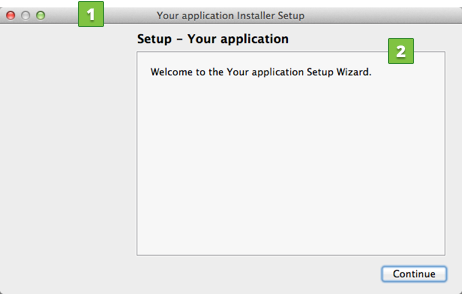 1
Your application Installer Setup
Setup – Your application
2
Welcome to the Your application Setup Wizard.
Continue